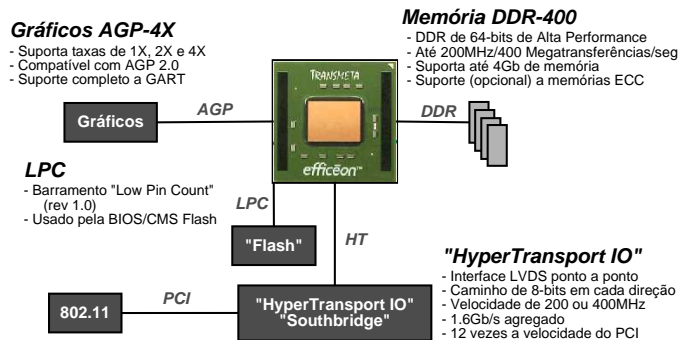 Gráficos AGP-4X
- Suporta taxas de 1X, 2X e 4X
- Compatível com AGP 2.0
- Suporte completo a GART
Memória DDR-400
- DDR de 64-bits de Alta Performance
- Até 200MHz/400 Megatransferências/seg
- Suporta até 4Gb de memória
- Suporte (opcional) a memórias ECC
TRANSMETA
efficēon™
Gráficos
AGP
DDR
LPC
- Barramento "Low Pin Count"
(rev 1.0)
- Usado pela BIOS/CMS Flash
LPC
"Flash"
HT
"HyperTransport IO"
- Interface LVDS ponto a ponto
- Caminho de 8-bits em cada direção
- Velocidade de 200 ou 400MHz
- 1.6Gb/s agregado
- 12 vezes a velocidade do PCI
802.11
PCI
"HyperTransport IO"
"Southbridge"